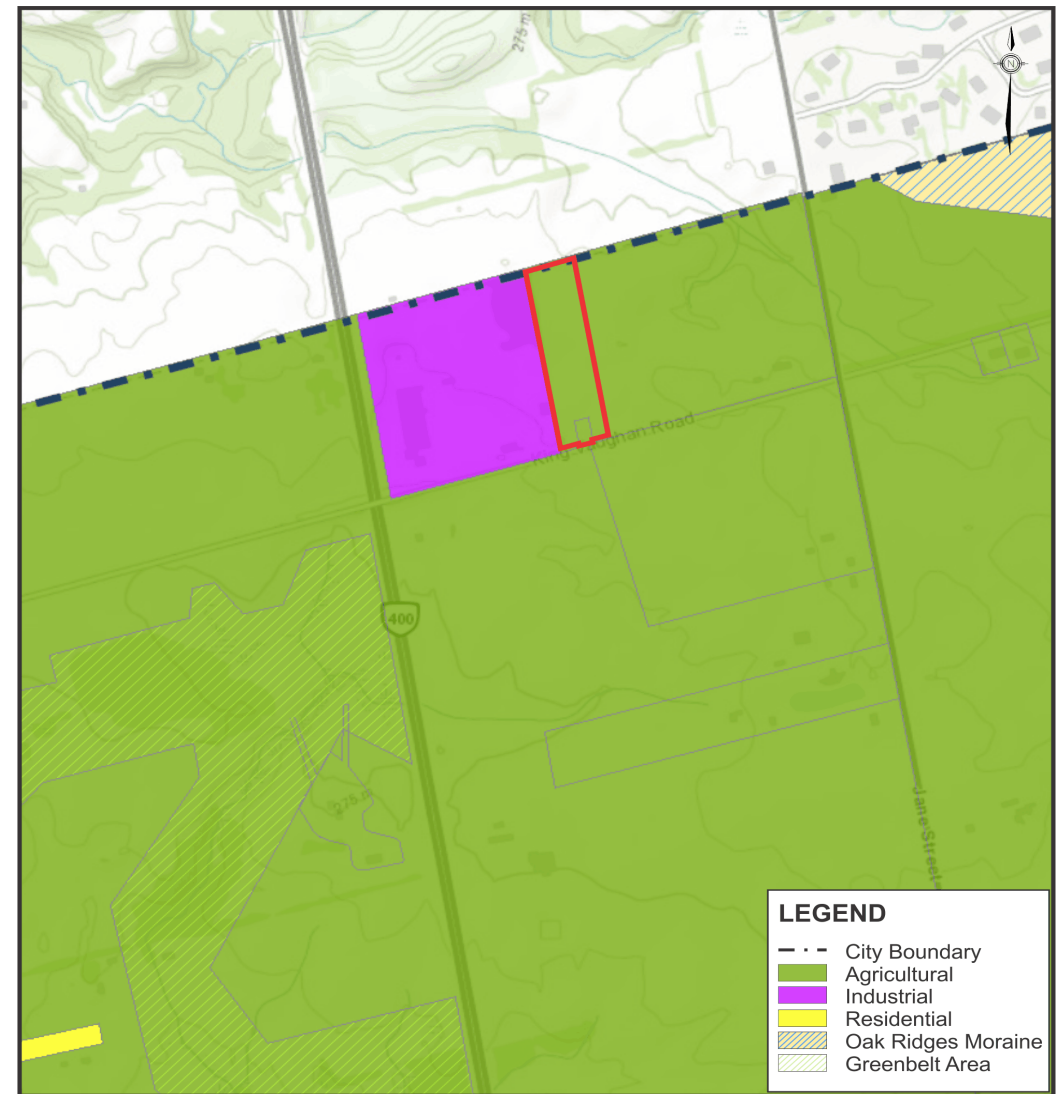 275 m
N
King-Vaughan Road
400
275 m
Jane Street
LEGEND
City Boundary
Agricultural
Industrial
Residential
Oak Ridges Moraine
Greenbelt Area